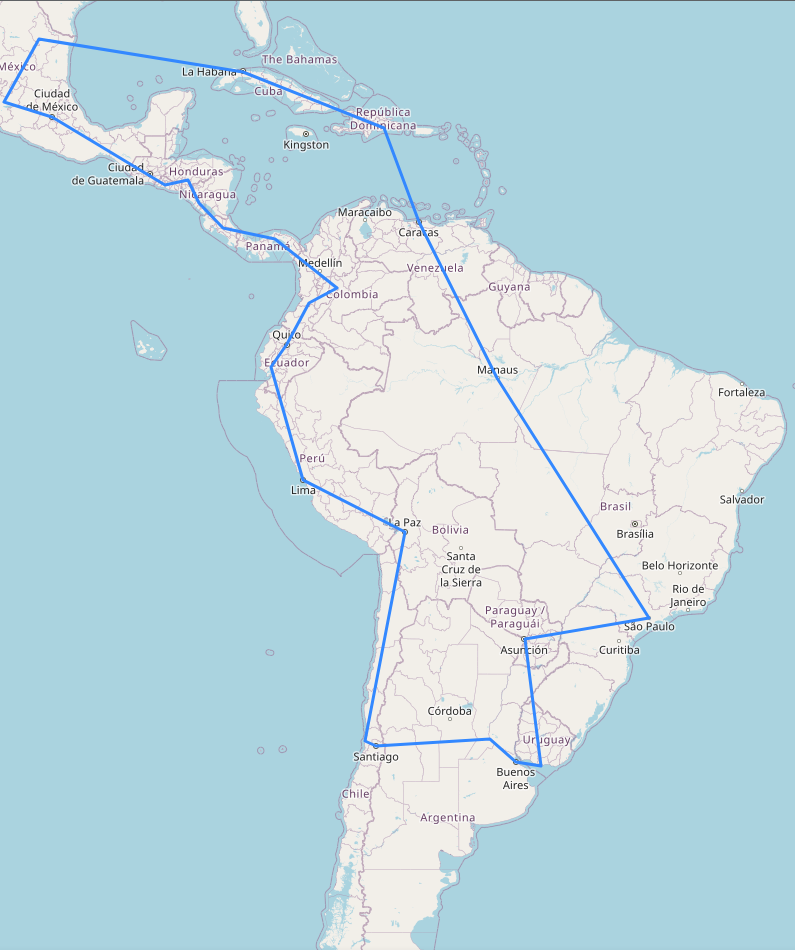 The Bahamas
México
La Habana
Cuba
Ciudad
de México
República
Dominicana
Kingston
Ciudad
de Guatemala
Honduras
Nicaragua
Maracaibo
Caracas
Panamá
Medellín
Venezuela
Guyana
Colombia
Quito
Ecuador
Manaus
Fortaleza
Perú
Lima
Salvador
Brasil
La Paz
Bolivia
Brasília
Santa
Cruz de
la Sierra
Belo Horizonte
Rio de
Janeiro
Paraguay /
Paraguái
São Paulo
Asunción
Curitiba
Córdoba
Uruguay
Santiago
Buenos
Aires
Chile
Argentina